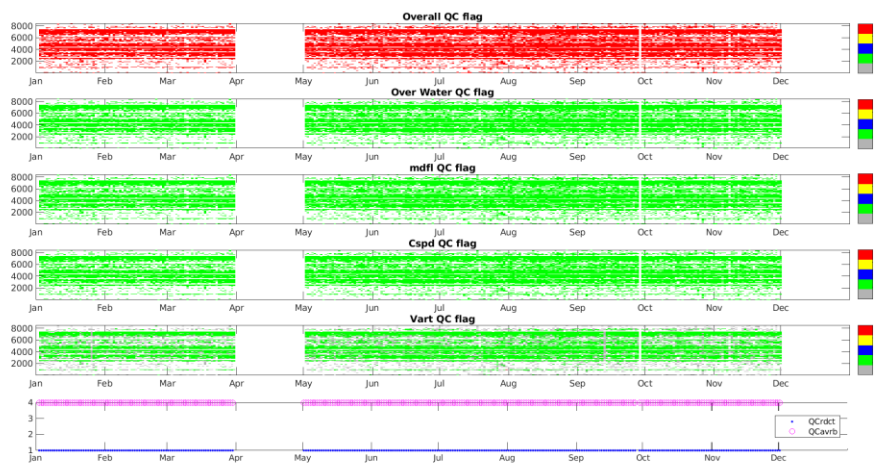 Overall QC flag
8000
6000
4000
2000
Jan Feb Mar Apr May Jun Jul Aug Sep Oct Nov Dec
Over Water QC flag
8000
6000
4000
2000
Jan Feb Mar Apr May Jun Jul Aug Sep Oct Nov Dec
mdfl QC flag
8000
6000
4000
2000
Jan Feb Mar Apr May Jun Jul Aug Sep Oct Nov Dec
Cspd QC flag
8000
6000
4000
2000
Jan Feb Mar Apr May Jun Jul Aug Sep Oct Nov Dec
Vart QC flag
8000
6000
4000
2000
Jan Feb Mar Apr May Jun Jul Aug Sep Oct Nov Dec
4
3
2
1
QCrdct
QCavrb
Jan Feb Mar Apr May Jun Jul Aug Sep Oct Nov Dec